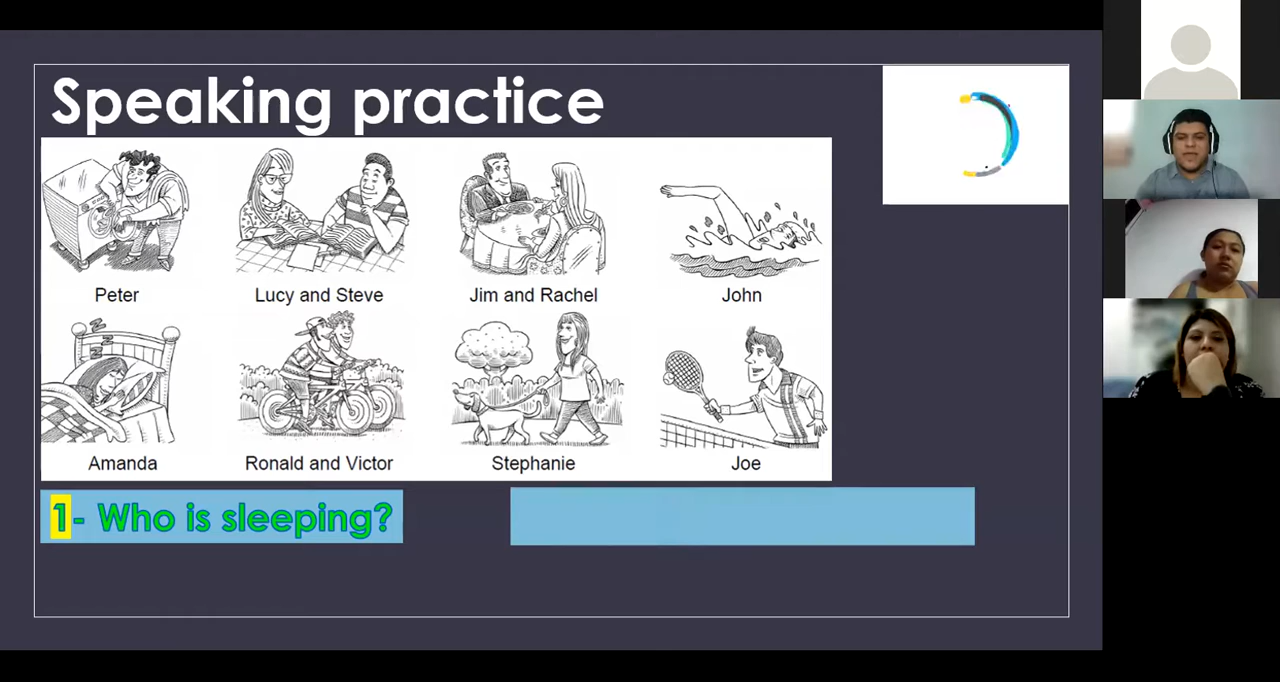 Speaking practice
Peter
Lucy and Steve
Jim and Rachel
John
Z Z Z Z
Amanda
Ronald and Victor
Stephanie
Joe
1- Who is sleeping?